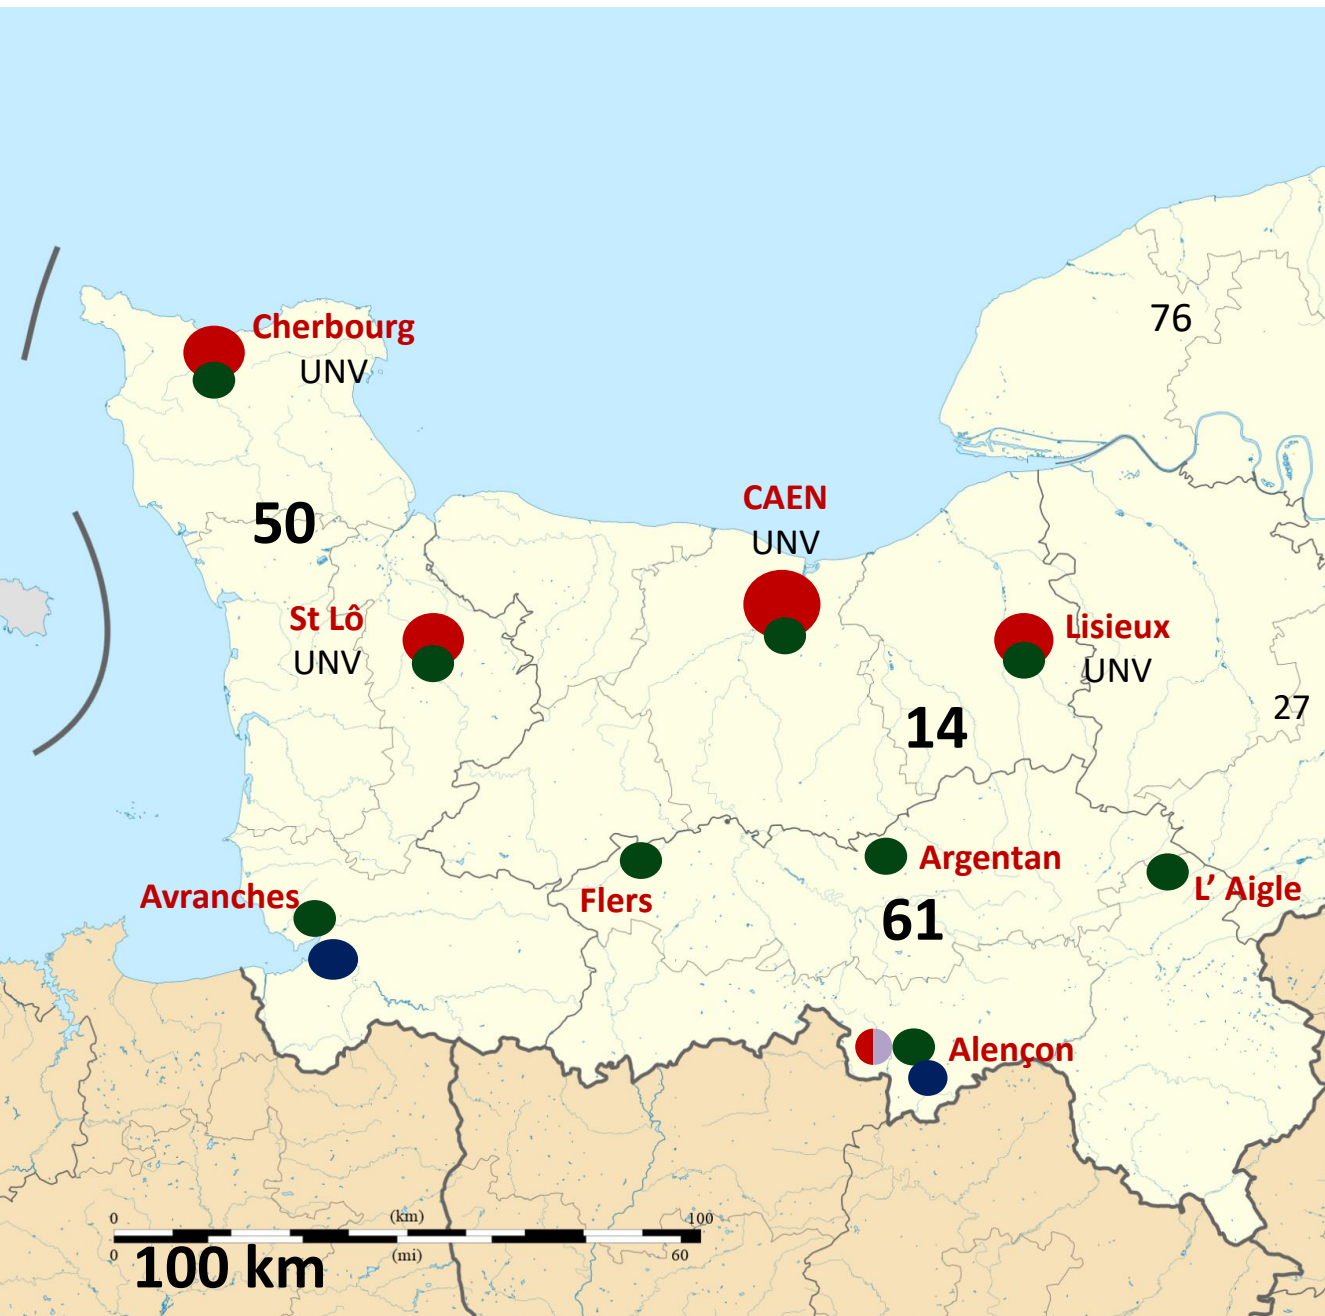 76
Cherbourg
UNV
CAEN
UNV
50
St Lô
UNV
Lisieux
UNV
14
27
Avranches
Flers
Argentan
L’ Aigle
61
Alençon
0 (km) 100
0 (mi) 60
100 km